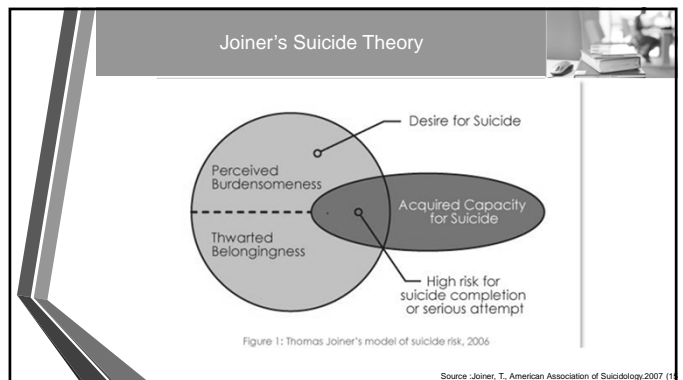 Joiner's Suicide Theory
Desire for Suicide
Perceived
Burdensomeness
Acquired Capacity
for Suicide
Thwarted
Belongingness
High risk for
suicide completion
or serious attempt
Figure 1: Thomas Joiner's model of suicide risk, 2006
Source :Joiner, T., American Association of Suicidology.2007 (15